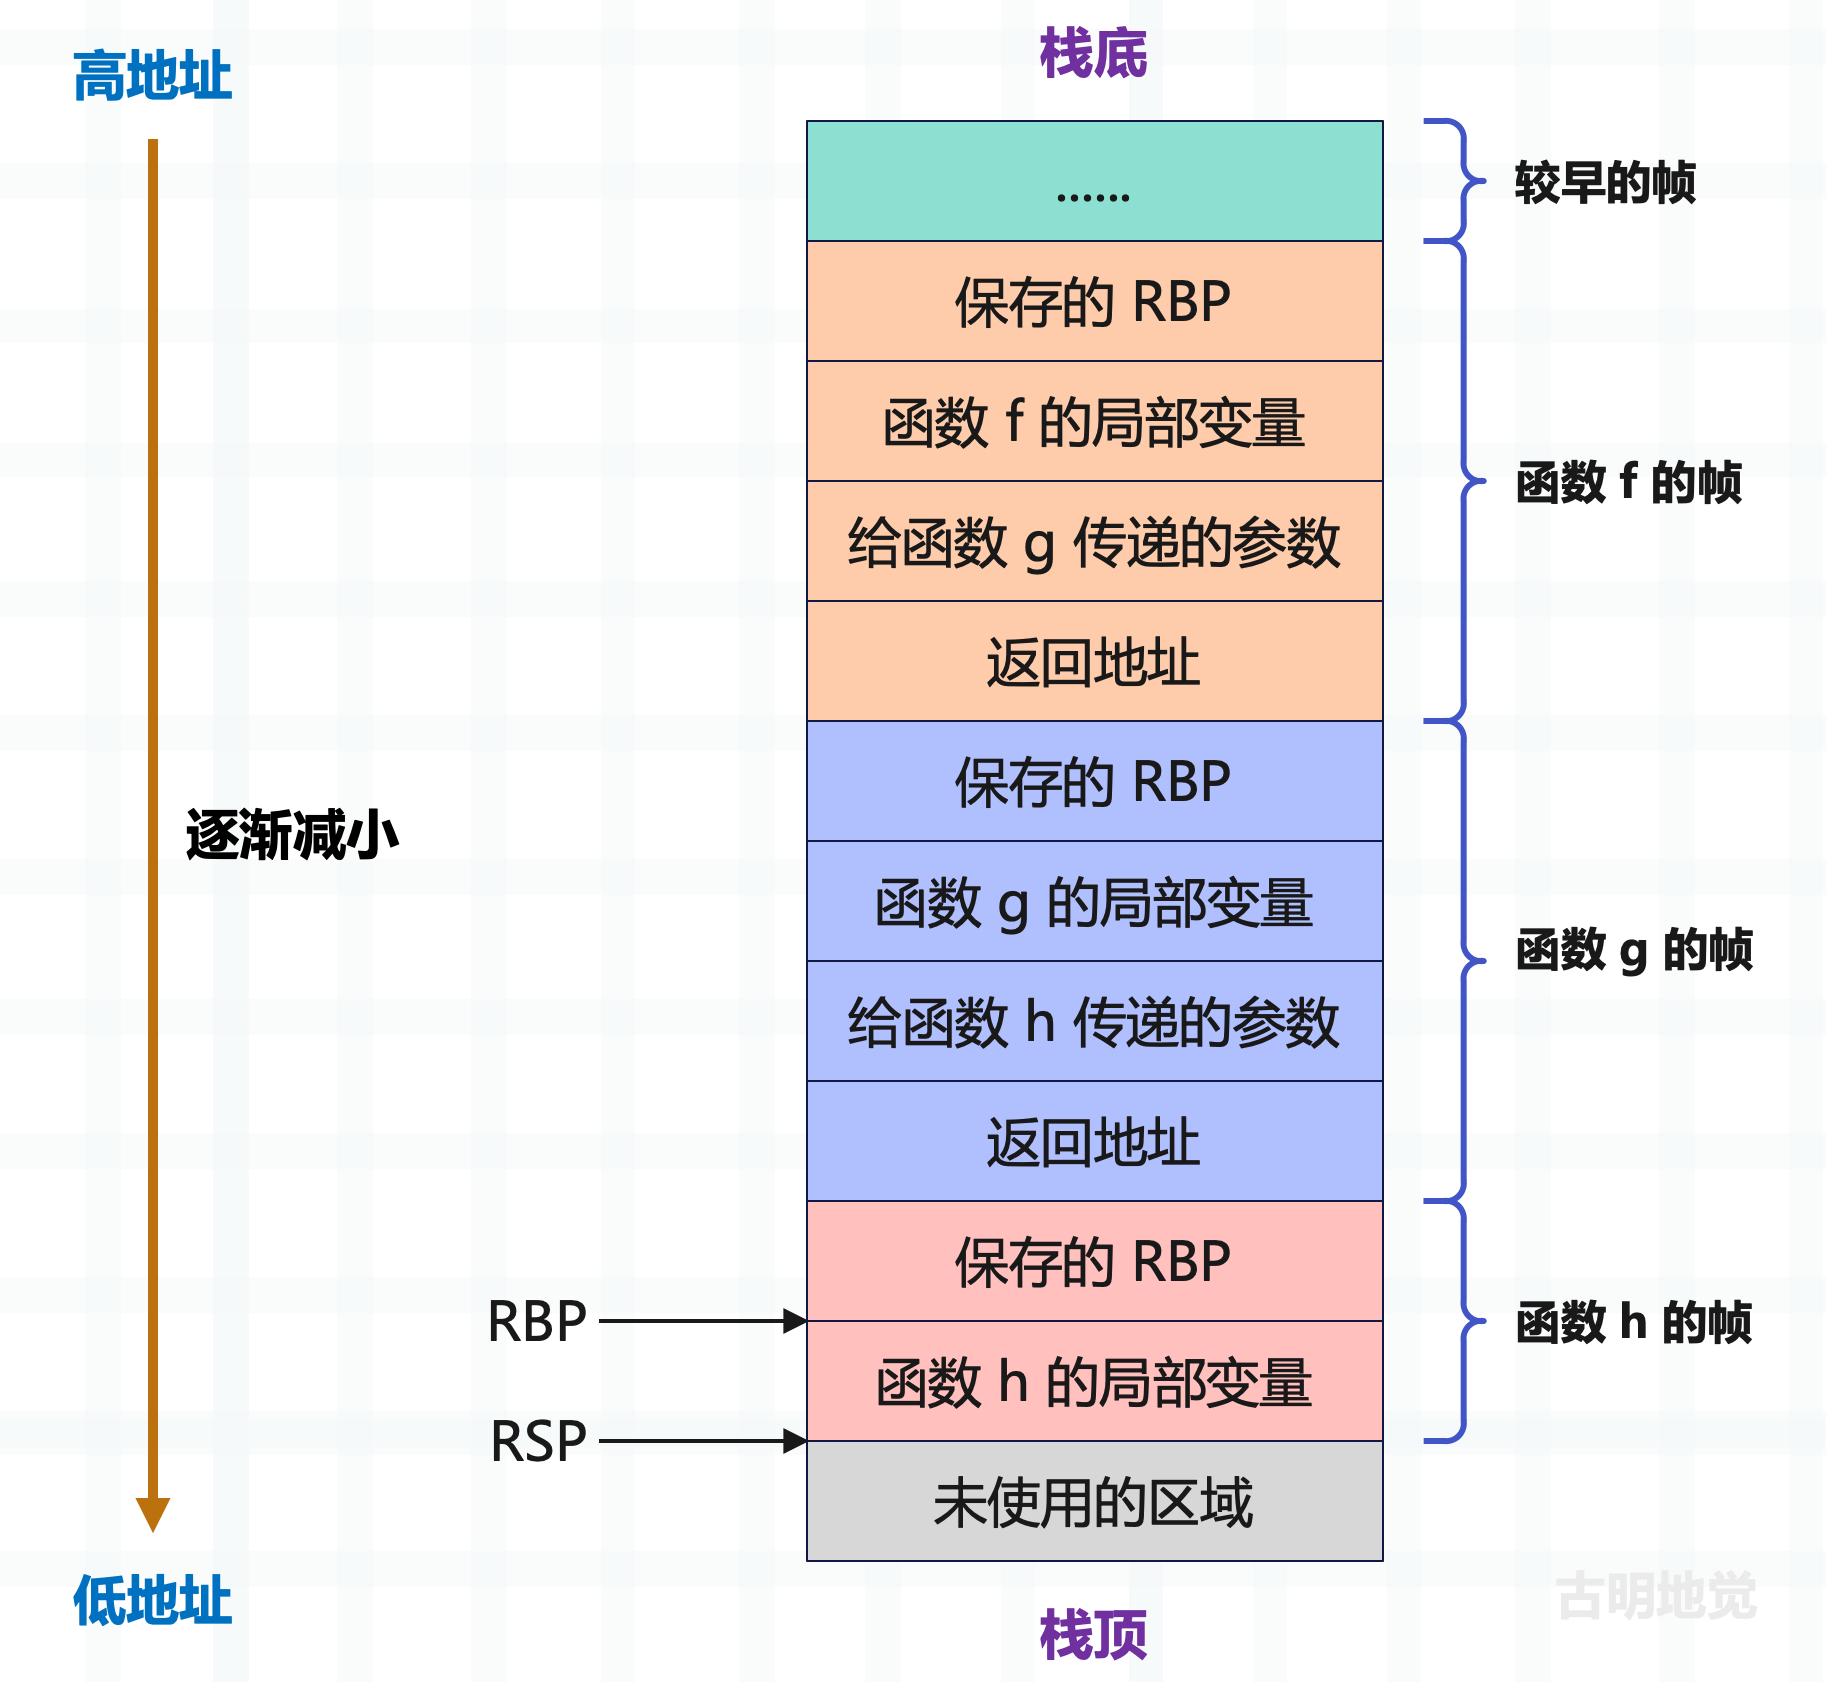 高地址
栈底
......
较早的帧
保存的 RBP
函数 f 的局部变量
给函数 g 传递的参数
函数 f 的帧
返回地址
保存的 RBP
逐渐减小
函数 g 的局部变量
函数 g 的帧
给函数 h 传递的参数
返回地址
保存的 RBP
RBP
函数 h 的帧
函数 h 的局部变量
RSP
未使用的区域
低地址
古明地觉
栈顶